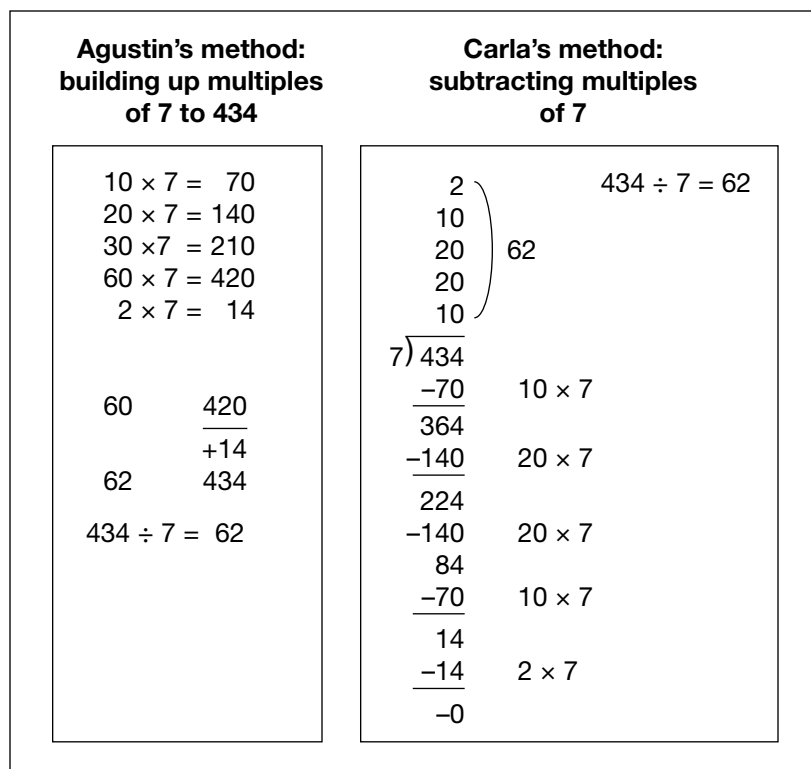 Agustin’s method:
building up multiples
of 7 to 434
10 × 7 = 70
20 × 7 = 140
30 ×7 = 210
60 × 7 = 420
2 × 7 = 14
60 420
+14
62 434
434 ÷ 7 = 62
Carla’s method:
subtracting multiples
of 7
2 434 ÷ 7 = 62
10
20 62
20
10
7) 434
–70 10 × 7
364
–140 20 × 7
224
–140 20 × 7
84
–70 10 × 7
14
–14 2 × 7
–0